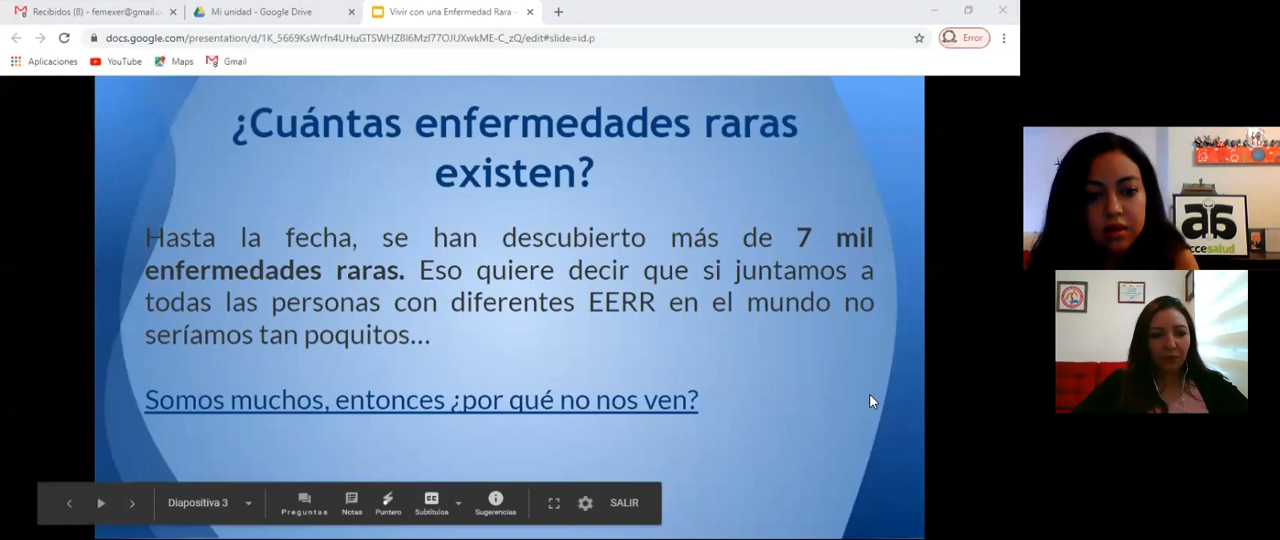 Recibidos (8) - femexer@gmail.c
Mi unidad - Google Drive
Vivir con una Enfermedad Rara -
docs.google.com/presentation/d/1K_5669KsWrfn4UHuGTSWHZ8I6MzI77OJUXwkME-C_zQ/edit#slide=id.p
Error
Aplicaciones
YouTube
Maps
Gmail
¿Cuántas enfermedades raras
existen?
Hasta la fecha, se han descubierto más de 7 mil
enfermedades raras. Eso quiere decir que si juntamos a
todas las personas con diferentes EERR en el mundo no
seríamos tan poquitos...
Somos muchos, entonces ¿por qué no nos ven?
Diapositiva 3
Preguntas
Notas
Puntero
CC
Subtítulos
Sugerencias
SALIR
ccesalud